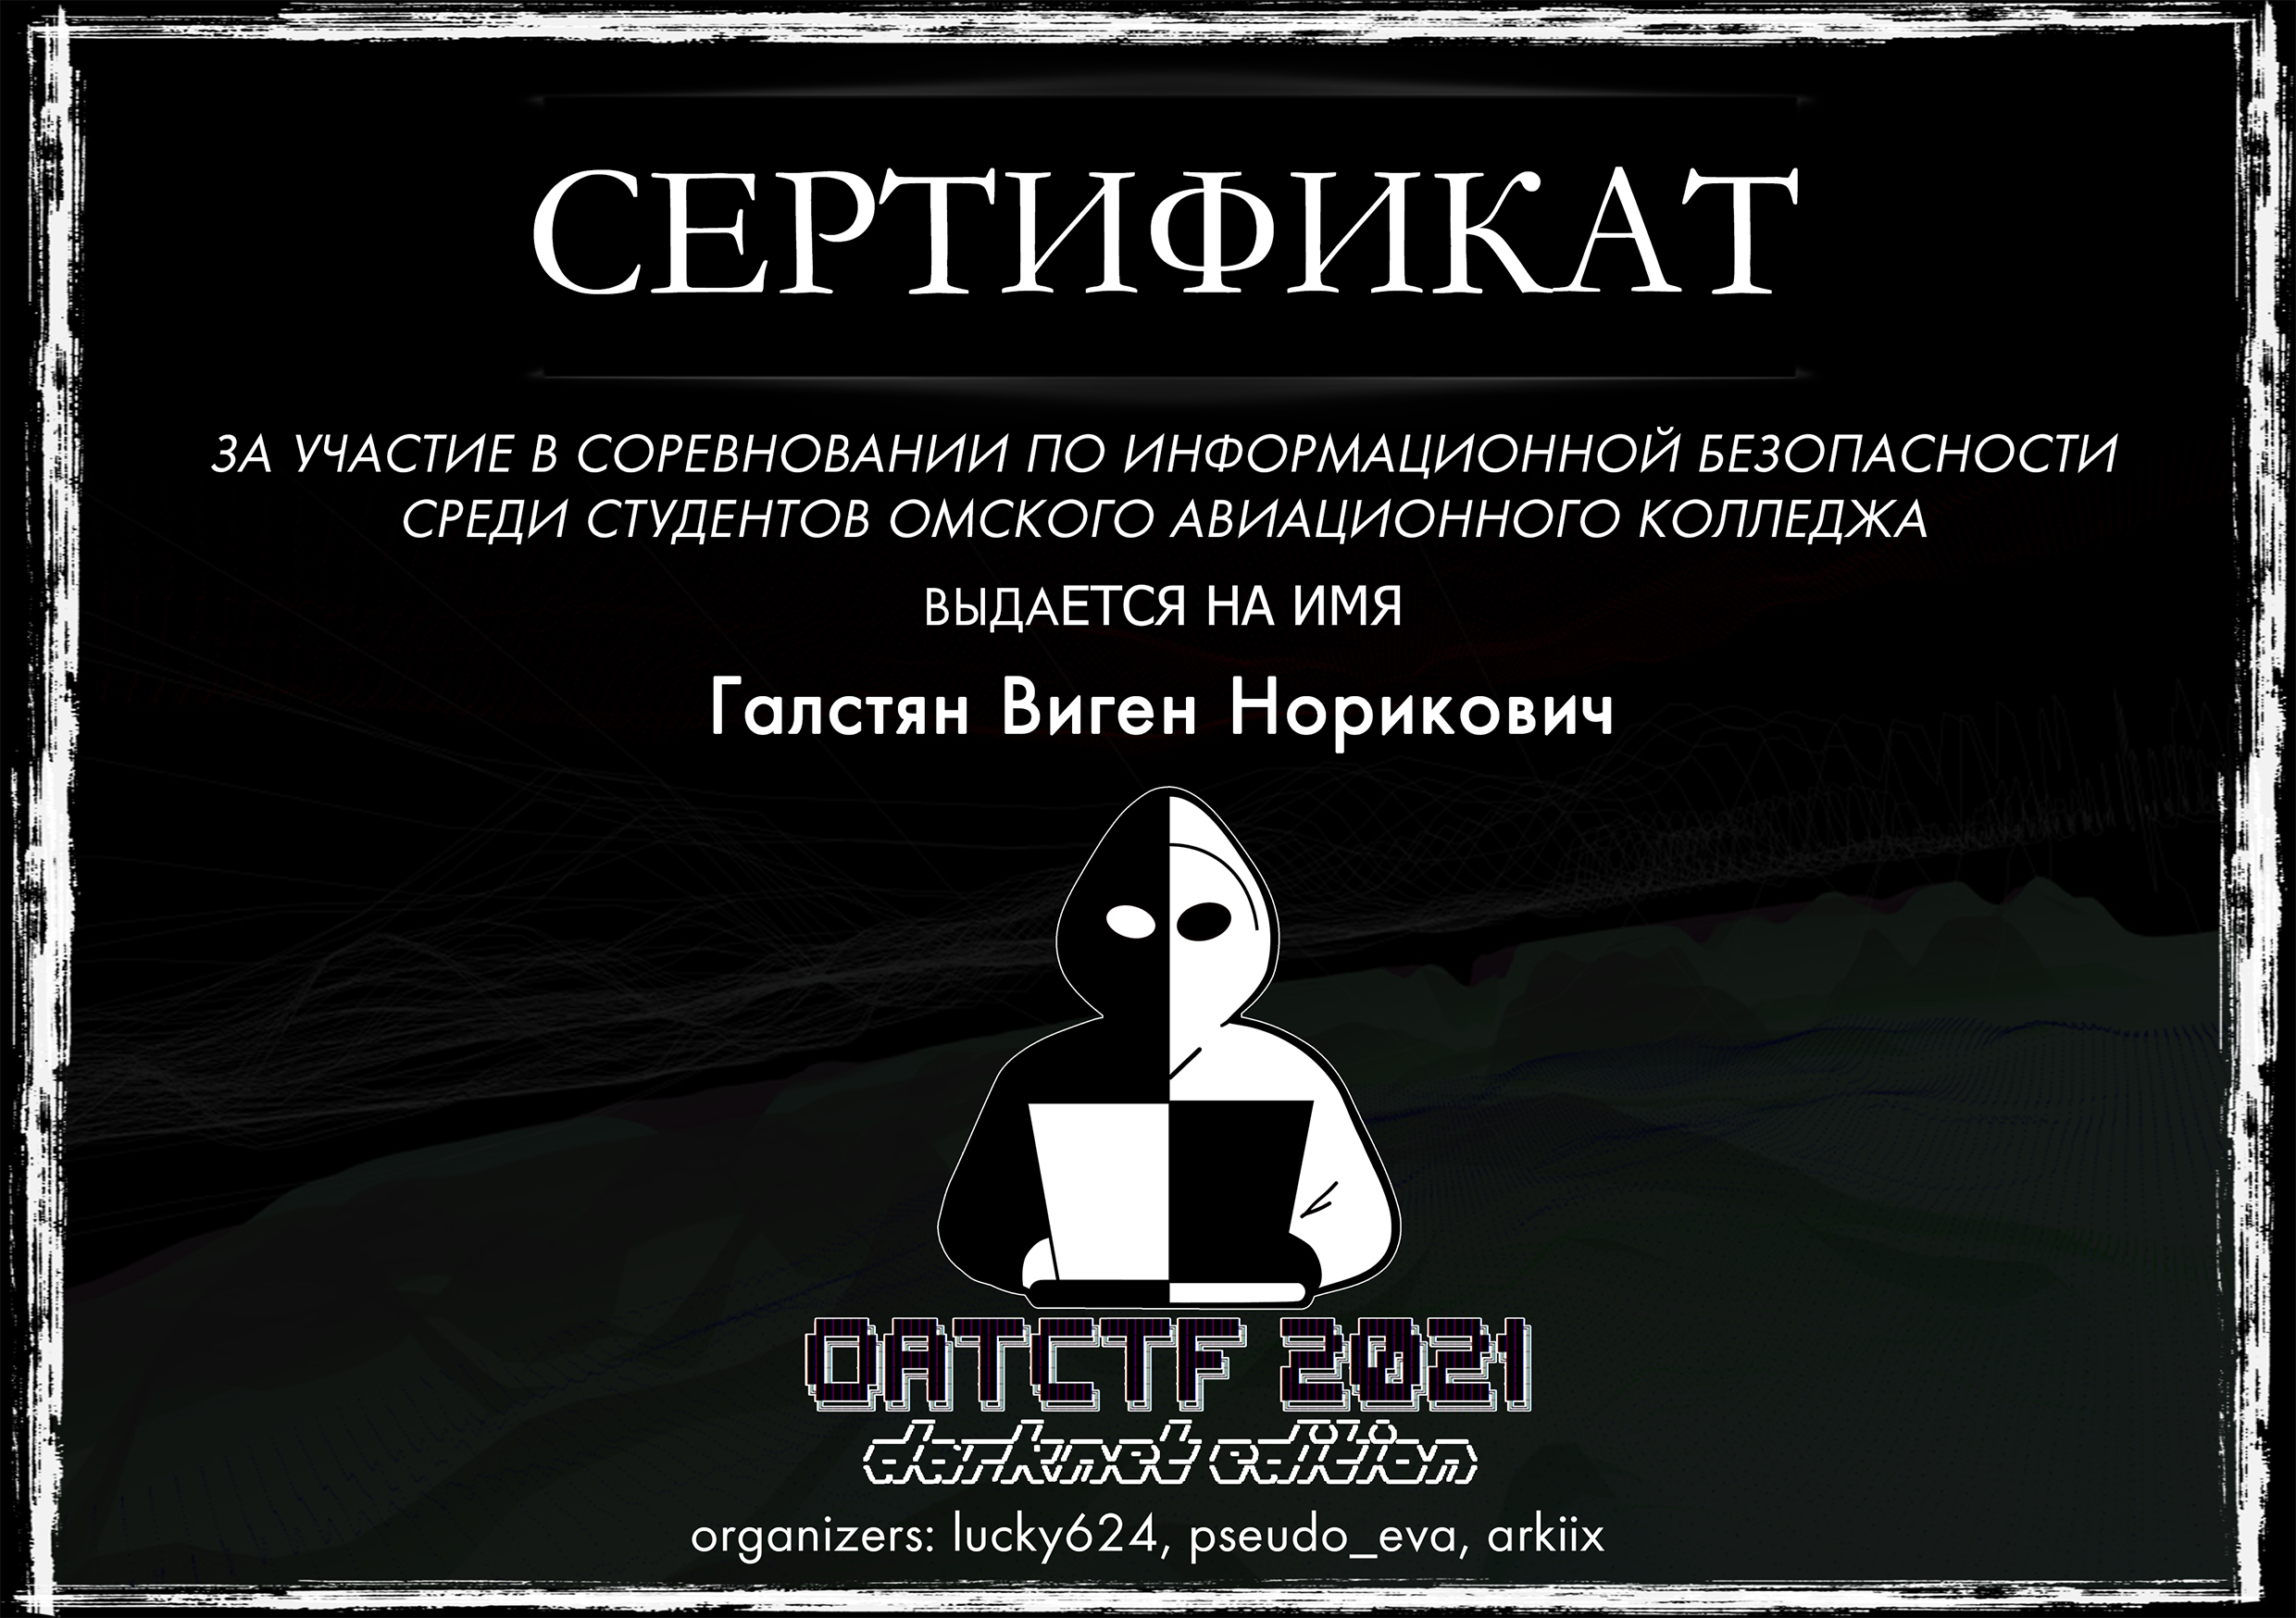 СЕРТИФИКАТ
ЗА УЧАСТИЕ В СОРЕВНОВАНИИ ПО ИНФОРМАЦИОННОЙ БЕЗОПАСНОСТИ
СРЕДИ СТУДЕНТОВ ОМСКОГО АВИАЦИОННОГО КОЛЛЕДЖА
ВЫДАЕТСЯ НА ИМЯ
Галстян Виген Норикович
OATCTF 2021
darknet edition
organizers: lucky624, pseudo_eva, arkiix